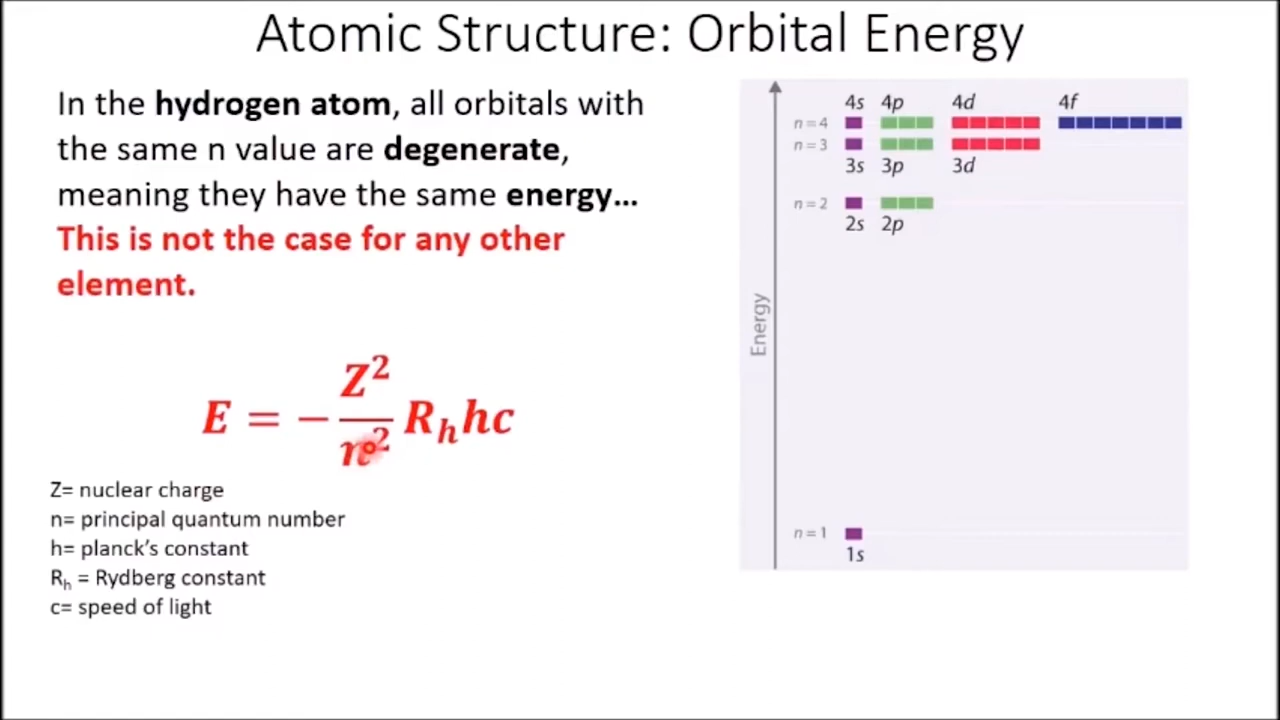 Atomic Structure: Orbital Energy
In the hydrogen atom, all orbitals with
the same n value are degenerate,
meaning they have the same energy…
This is not the case for any other
element.
E = − Z²/n² Rₕhc
Z= nuclear charge
n= principal quantum number
h= planck's constant
Rₕ = Rydberg constant
c= speed of light
4s 4p 4d 4f
n = 4
n = 3
3s 3p 3d
n = 2
2s 2p
Energy
n = 1
1s